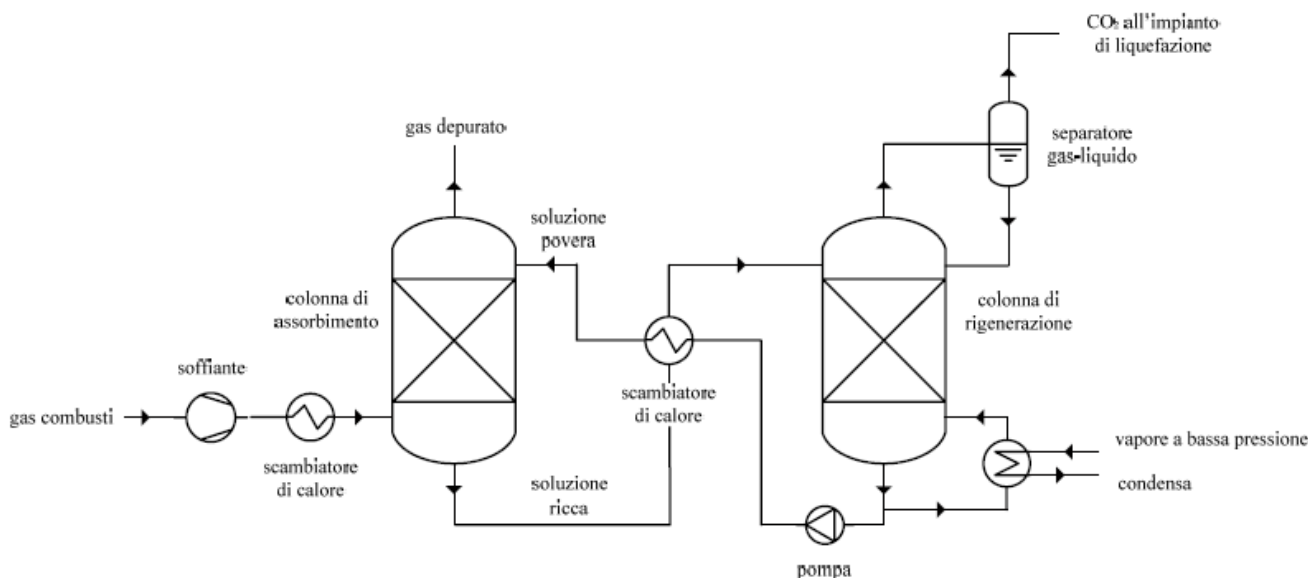 CO₂ all'impianto
di liquefazione
gas depurato
separatore
gas-liquido
soluzione
povera
colonna di
assorbimento
colonna di
rigenerazione
soffiante
scambiatore
di calore
gas combusti
scambiatore
di calore
vapore a bassa pressione
condensa
soluzione
ricca
pompa